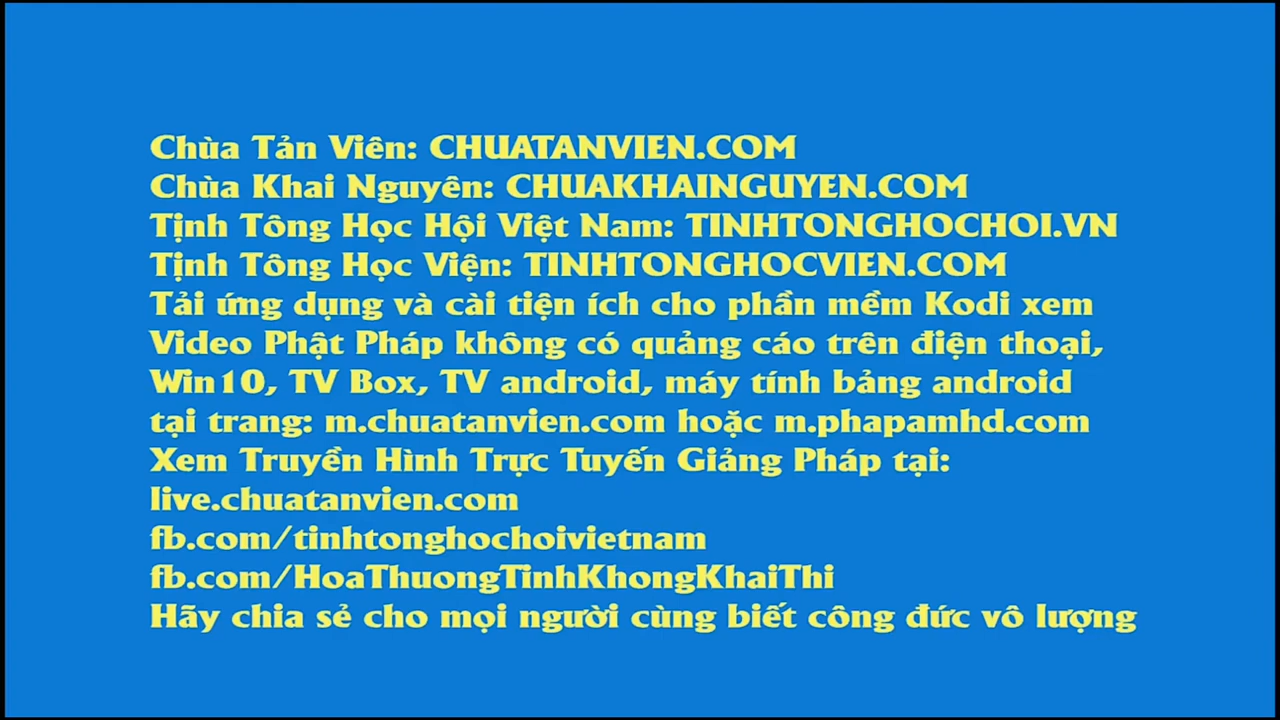 Chùa Tản Viên: CHUATANVIEN.COM
Chùa Khai Nguyên: CHUAKHAINGUYEN.COM
Tịnh Tông Học Hội Việt Nam: TINHTONGHOCHOI.VN
Tịnh Tông Học Viện: TINHTONGHOCVIEN.COM
Tải ứng dụng và cài tiện ích cho phần mềm Kodi xem
Video Phật Pháp không có quảng cáo trên điện thoại,
Win10, TV Box, TV android, máy tính bảng android
tại trang: m.chuatanvien.com hoặc m.phapamhd.com
Xem Truyền Hình Trực Tuyến Giảng Pháp tại:
live.chuatanvien.com
fb.com/tinhtonghochoivietnam
fb.com/HoaThuongTinhKhongKhaiThi
Hãy chia sẻ cho mọi người cùng biết công đức vô lượng